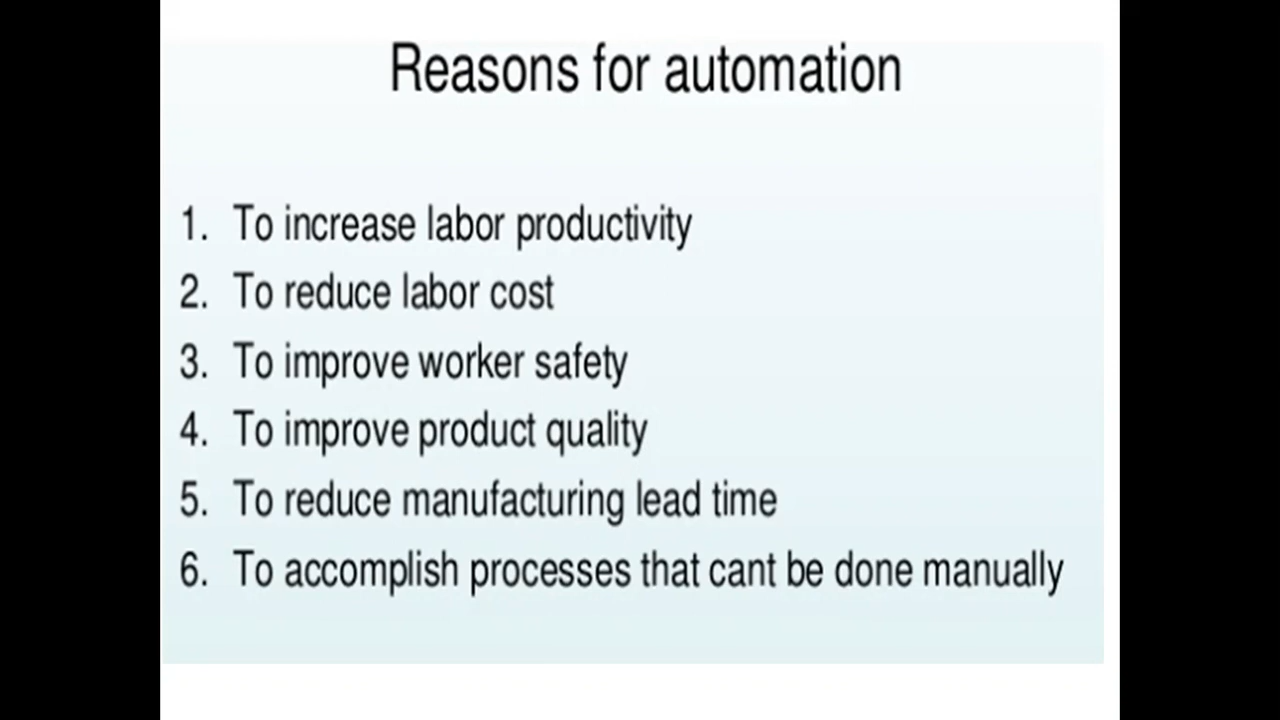 Reasons for automation
1. To increase labor productivity
2. To reduce labor cost
3. To improve worker safety
4. To improve product quality
5. To reduce manufacturing lead time
6. To accomplish processes that cant be done manually